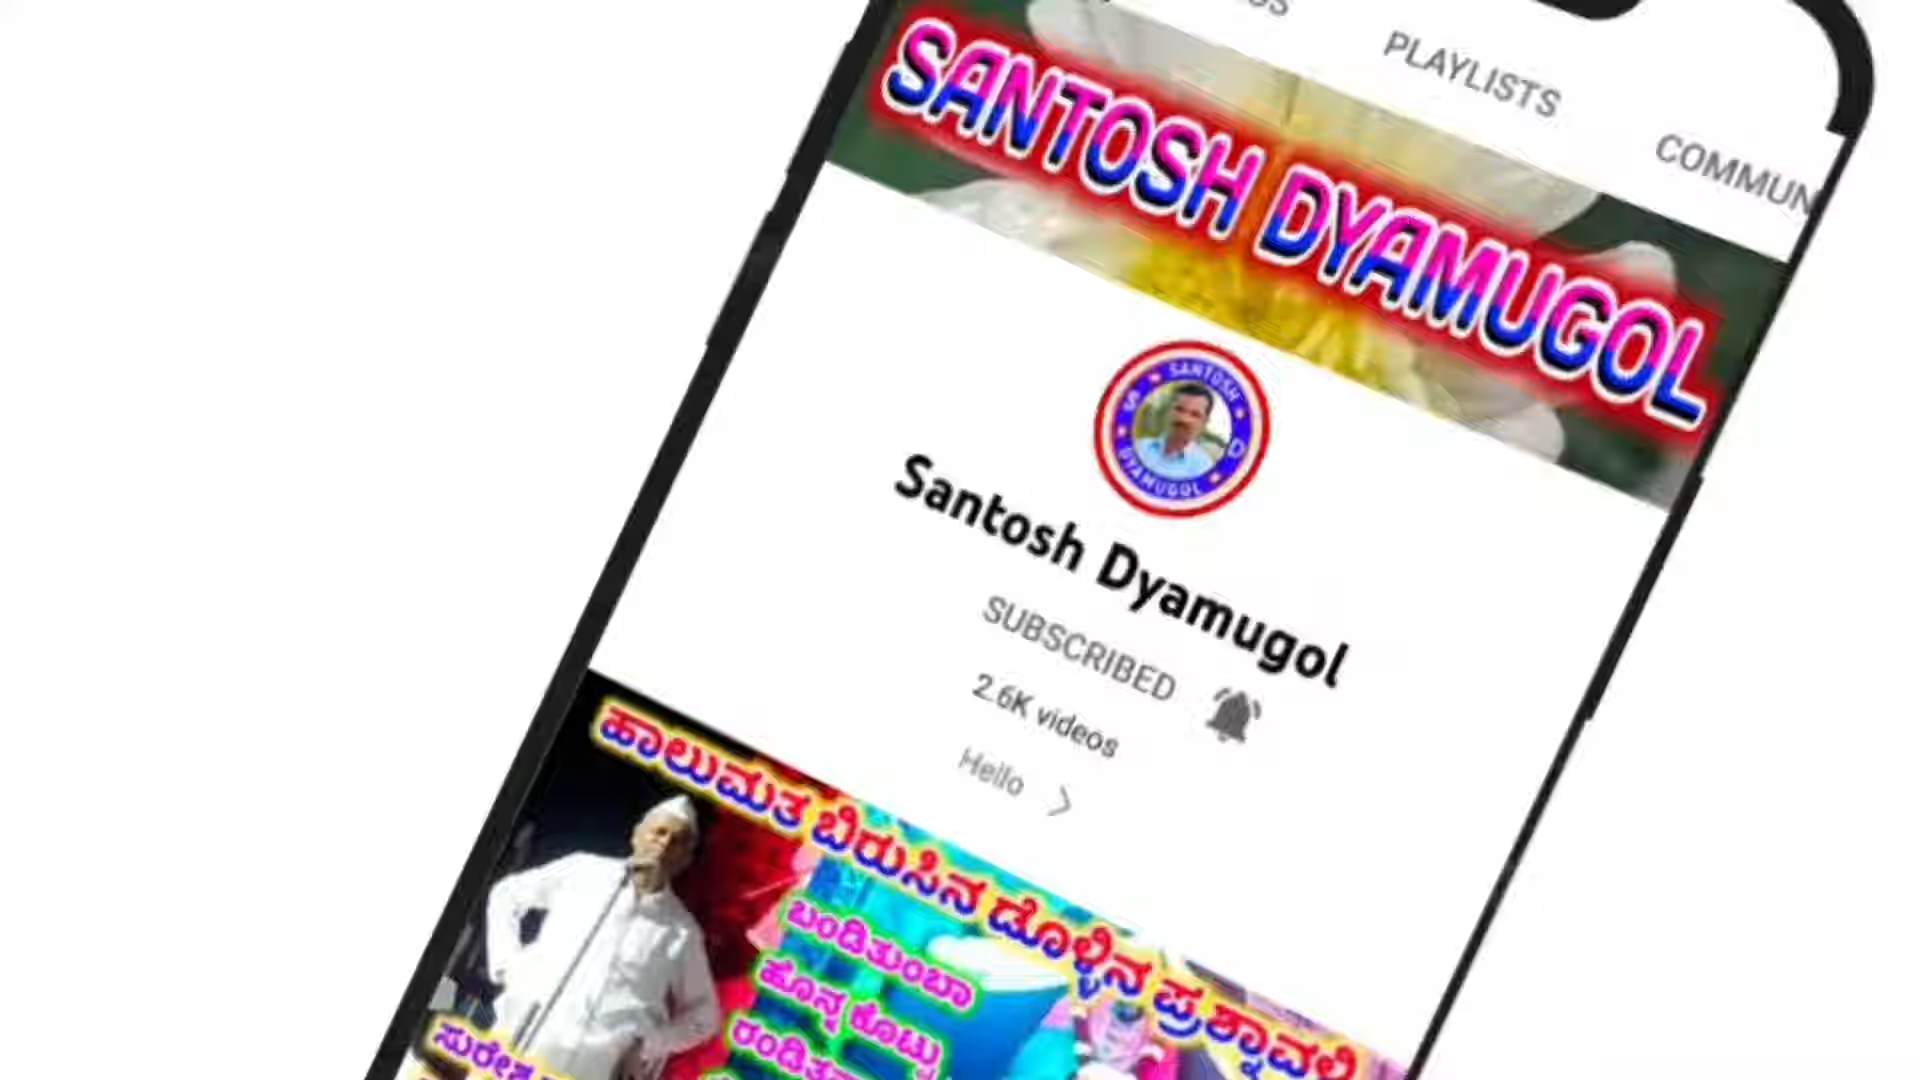 PLAYLISTS
COMMUN
SANTOSH DYAMUGOL
SANTOSH
S D
DYAMUGOL
Santosh Dyamugol
SUBSCRIBED
2.6K videos
Hello
ಹಾಲುಮತ ಬಿರುಸಿನ ಡೊಳ್ಳಿನ ಪ್ರಶ್ನಾವಳಿ
ಬಂಡಿತುಂಬಾ
ಹೊನ್ನ ಕೊಟ್ಟು
ಸುರೇಶ